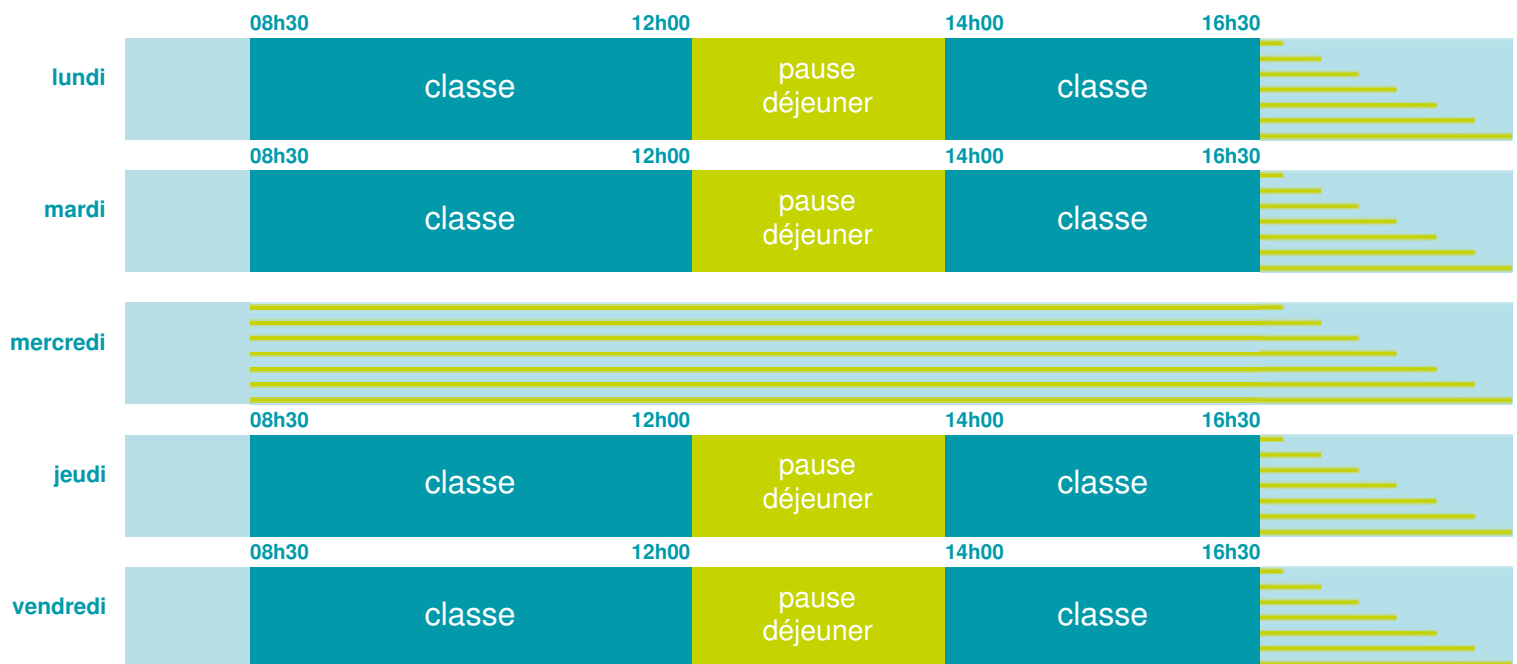 08h30 12h00 14h00 16h30
lundi classe pause déjeuner classe
08h30 12h00 14h00 16h30
mardi classe pause déjeuner classe
mercredi
08h30 12h00 14h00 16h30
jeudi classe pause déjeuner classe
08h30 12h00 14h00 16h30
vendredi classe pause déjeuner classe